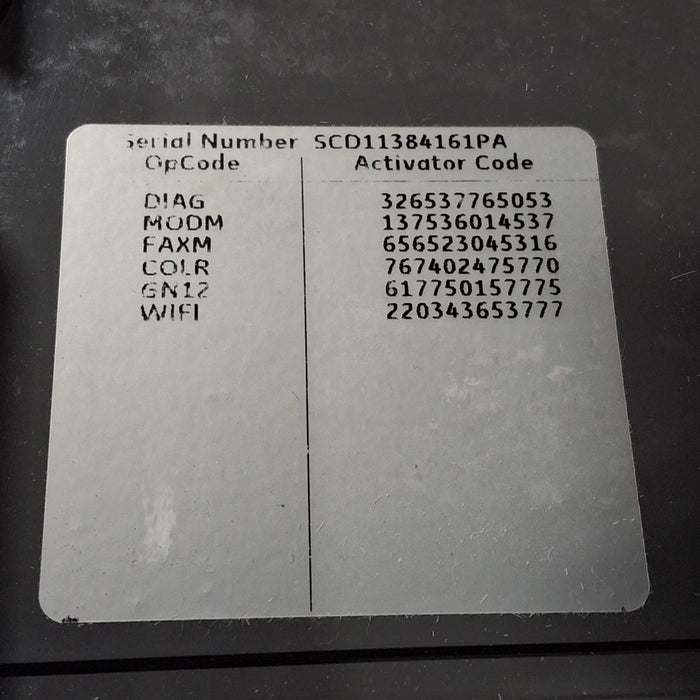 Serial Number SCD11384161PA
OpCode Activator Code
DIAG 326537765053
MODM 137536014537
FAXM 656523045316
COLR 767402475770
GN12 617750157775
WIFI 220343653777